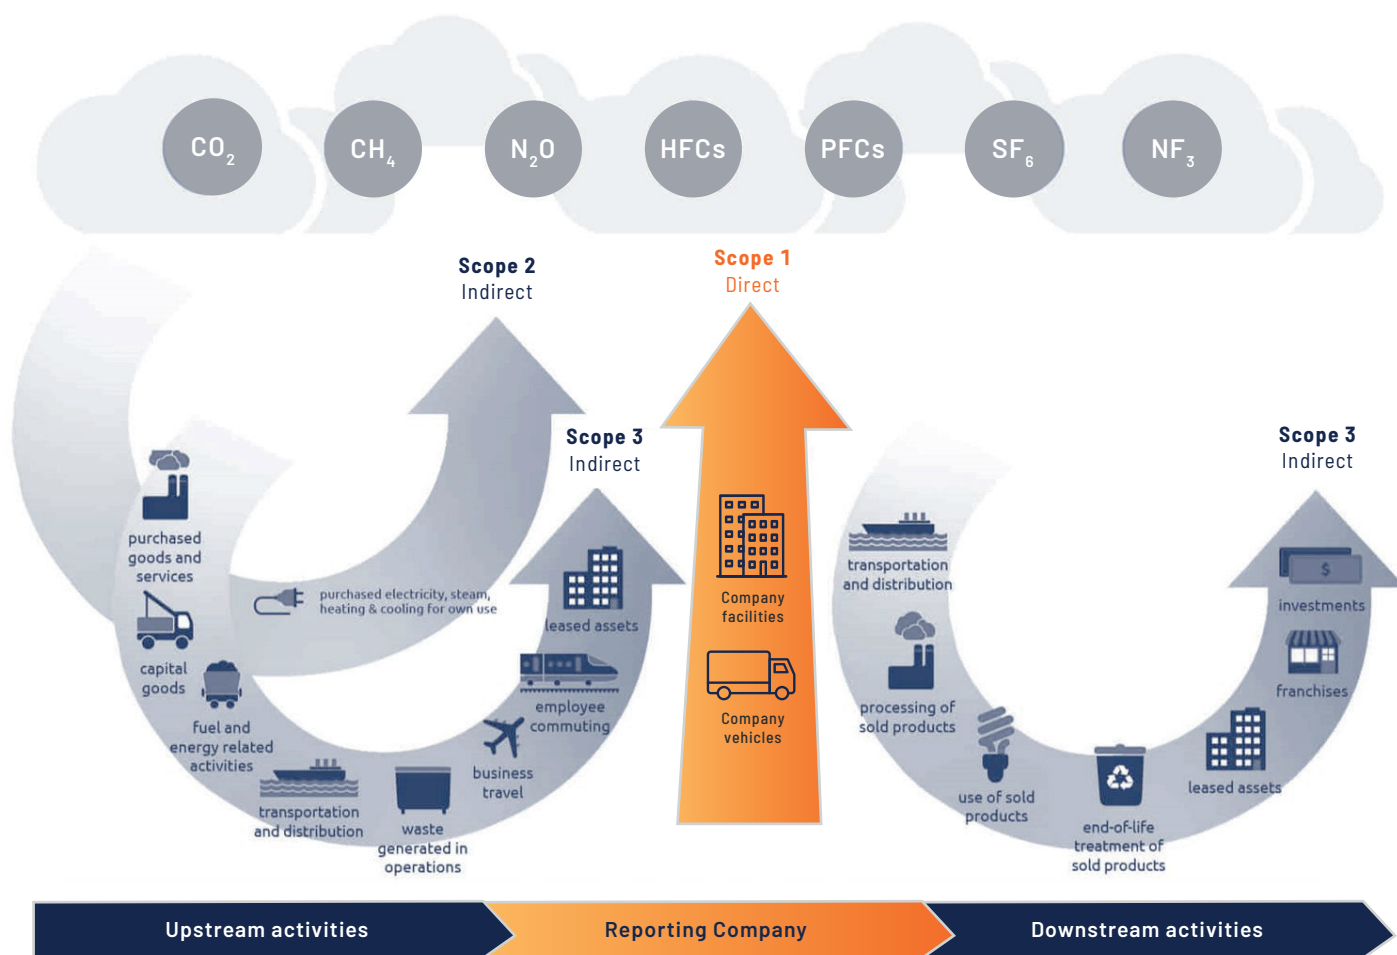 CO₂
CH₄
N₂O
HFCs
PFCs
SF₆
NF₃
Scope 2
Indirect
Scope 1
Direct
Scope 3
Indirect
Scope 3
Indirect
purchased
goods and
services
capital
goods
fuel and
energy related
activities
transportation
and distribution
waste
generated in
operations
business
travel
employee
commuting
leased assets
purchased electricity, steam,
heating & cooling for own use
Company
facilities
Company
vehicles
transportation
and distribution
processing of
sold products
use of sold
products
end-of-life
treatment of
sold products
leased assets
franchises
investments
$
Upstream activities
Reporting Company
Downstream activities